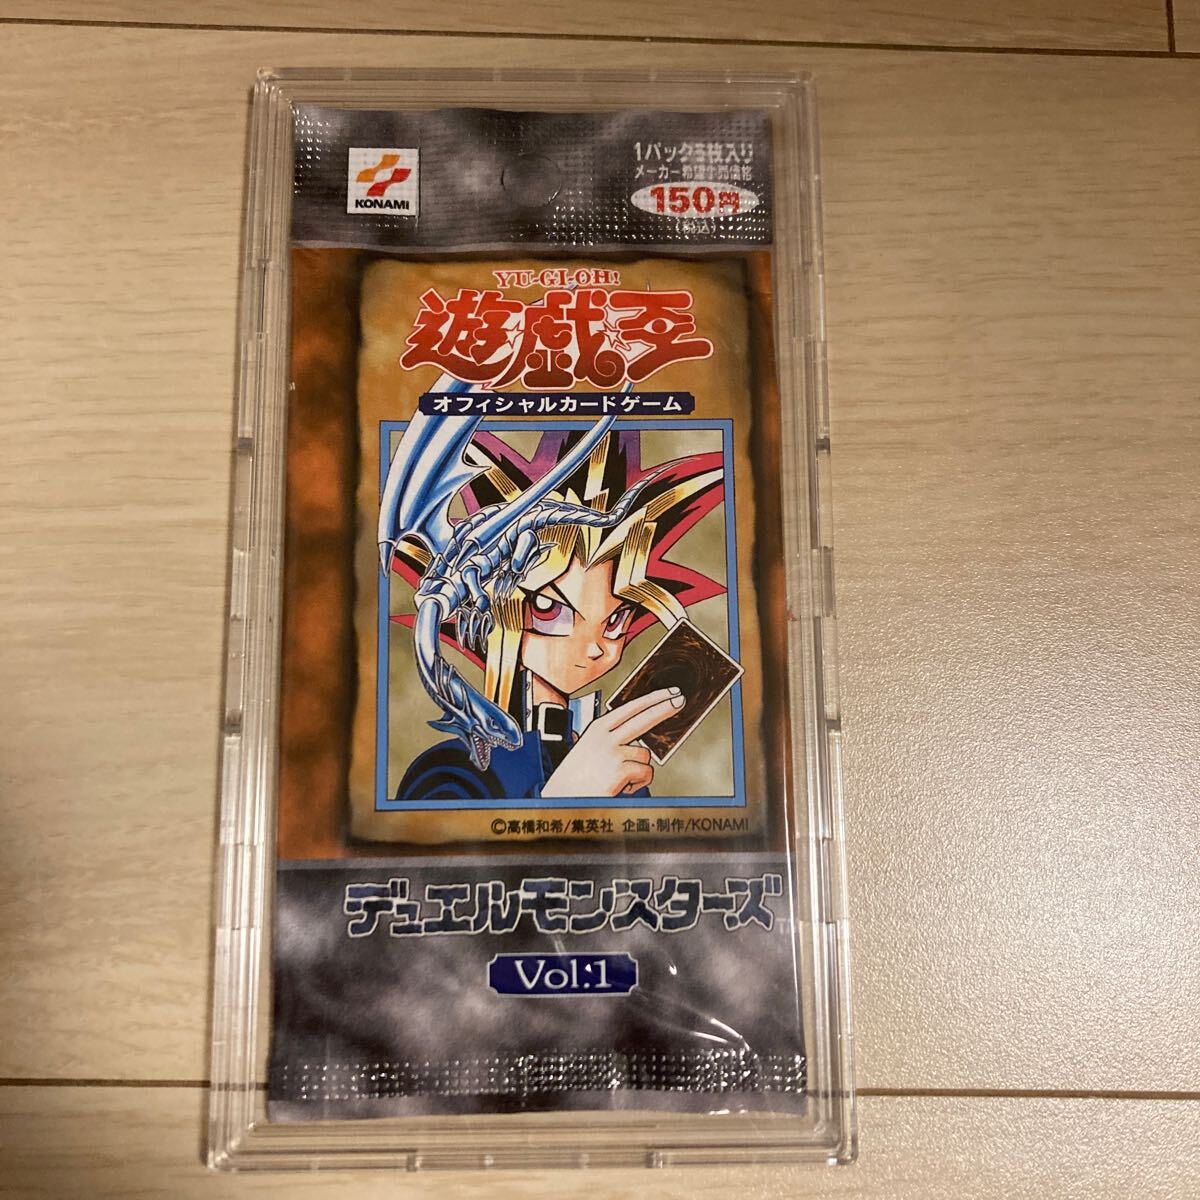 KONAMI
1パック5枚入り
メーカー希望小売価格
150円
(税込)
YU-GI-OH!
遊戯王
オフィシャルカードゲーム
©高橋和希/集英社 企画・制作/KONAMI
デュエルモンスターズ
Vol.1